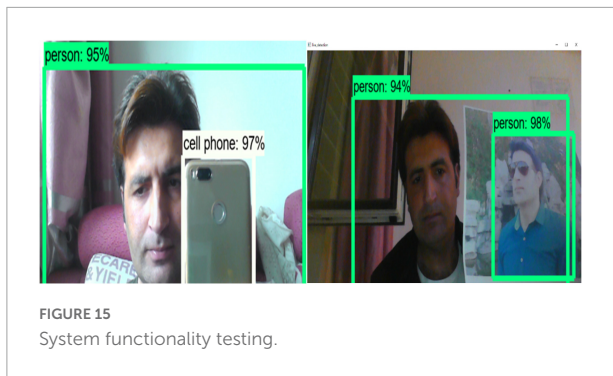 person: 95%
cell phone: 97%
person: 94%
person: 98%
FIGURE 15
System functionality testing.